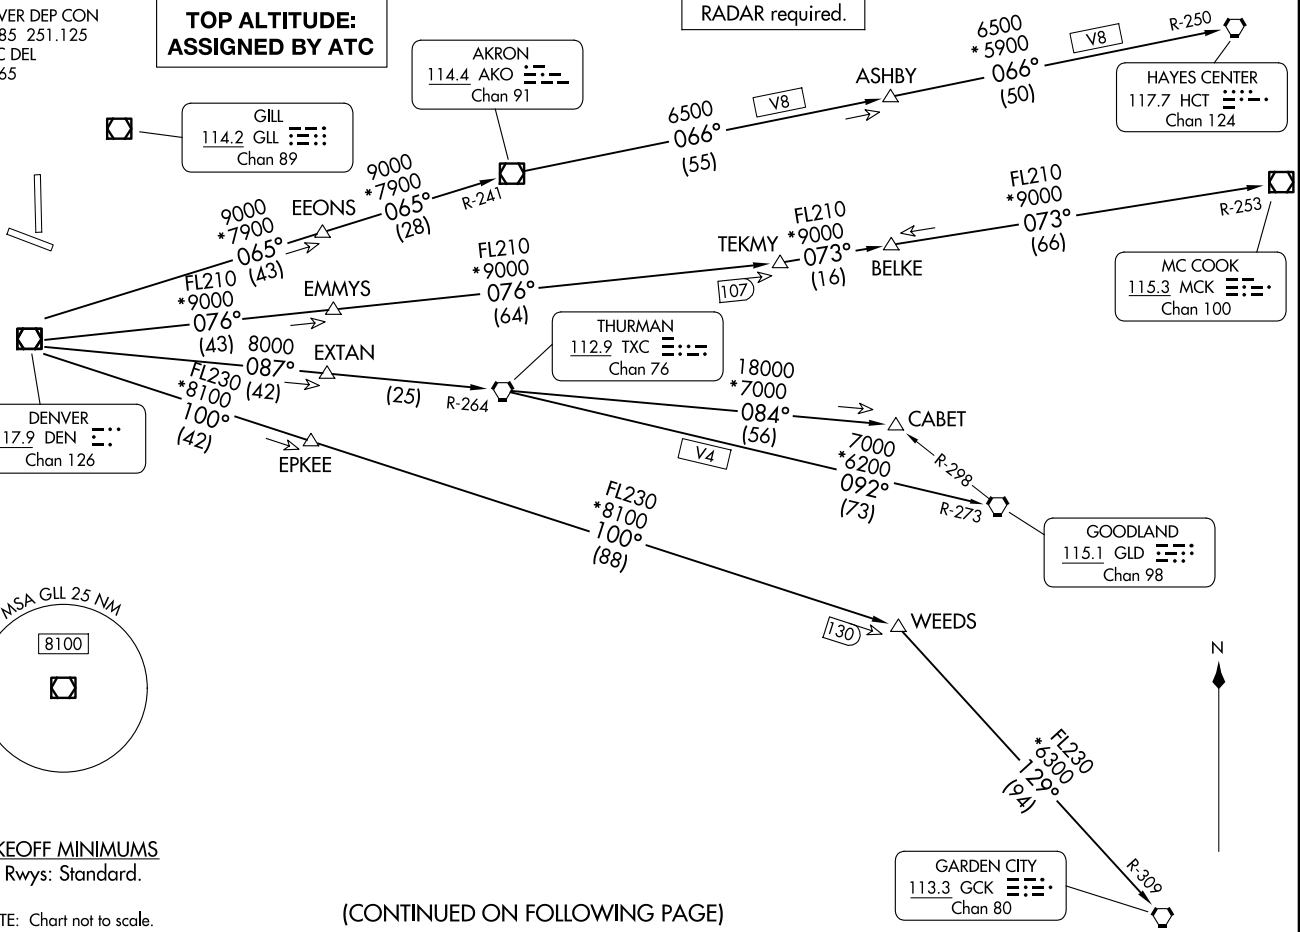 VER DEP CON
85 251.125
C DEL
65
TOP ALTITUDE:
ASSIGNED BY ATC
RADAR required.
AKRON
114.4 AKO
Chan 91
GILL
114.2 GLL
Chan 89
HAYES CENTER
117.7 HCT
Chan 124
R-250
V8
6500
*5900
066°
(50)
ASHBY
V8
6500
066°
(55)
9000
*7900
065°
(28)
R-241
EEONS
9000
*7900
065°
(43)
FL210
*9000
073°
(66)
R-253
MC COOK
115.3 MCK
Chan 100
BELKE
FL210
*9000
073°
(16)
TEKMY
107
FL210
*9000
076°
(64)
EMMYS
FL210
*9000
076°
(43)
THURMAN
112.9 TXC
Chan 76
8000
087°
(42)
EXTAN
(25)
R-264
DENVER
17.9 DEN
Chan 126
FL230
*8100
100°
(42)
EPKEE
18000
*7000
084°
(56)
CABET
V4
7000
*6200
092°
(73)
R-298
R-273
GOODLAND
115.1 GLD
Chan 98
FL230
*8100
100°
(88)
130
WEEDS
MSA GLL 25 NM
8100
N
FL230
*6300
129°
(94)
R-309
GARDEN CITY
113.3 GCK
Chan 80
KEOFF MINIMUMS
Rwys: Standard.
TE: Chart not to scale.
(CONTINUED ON FOLLOWING PAGE)